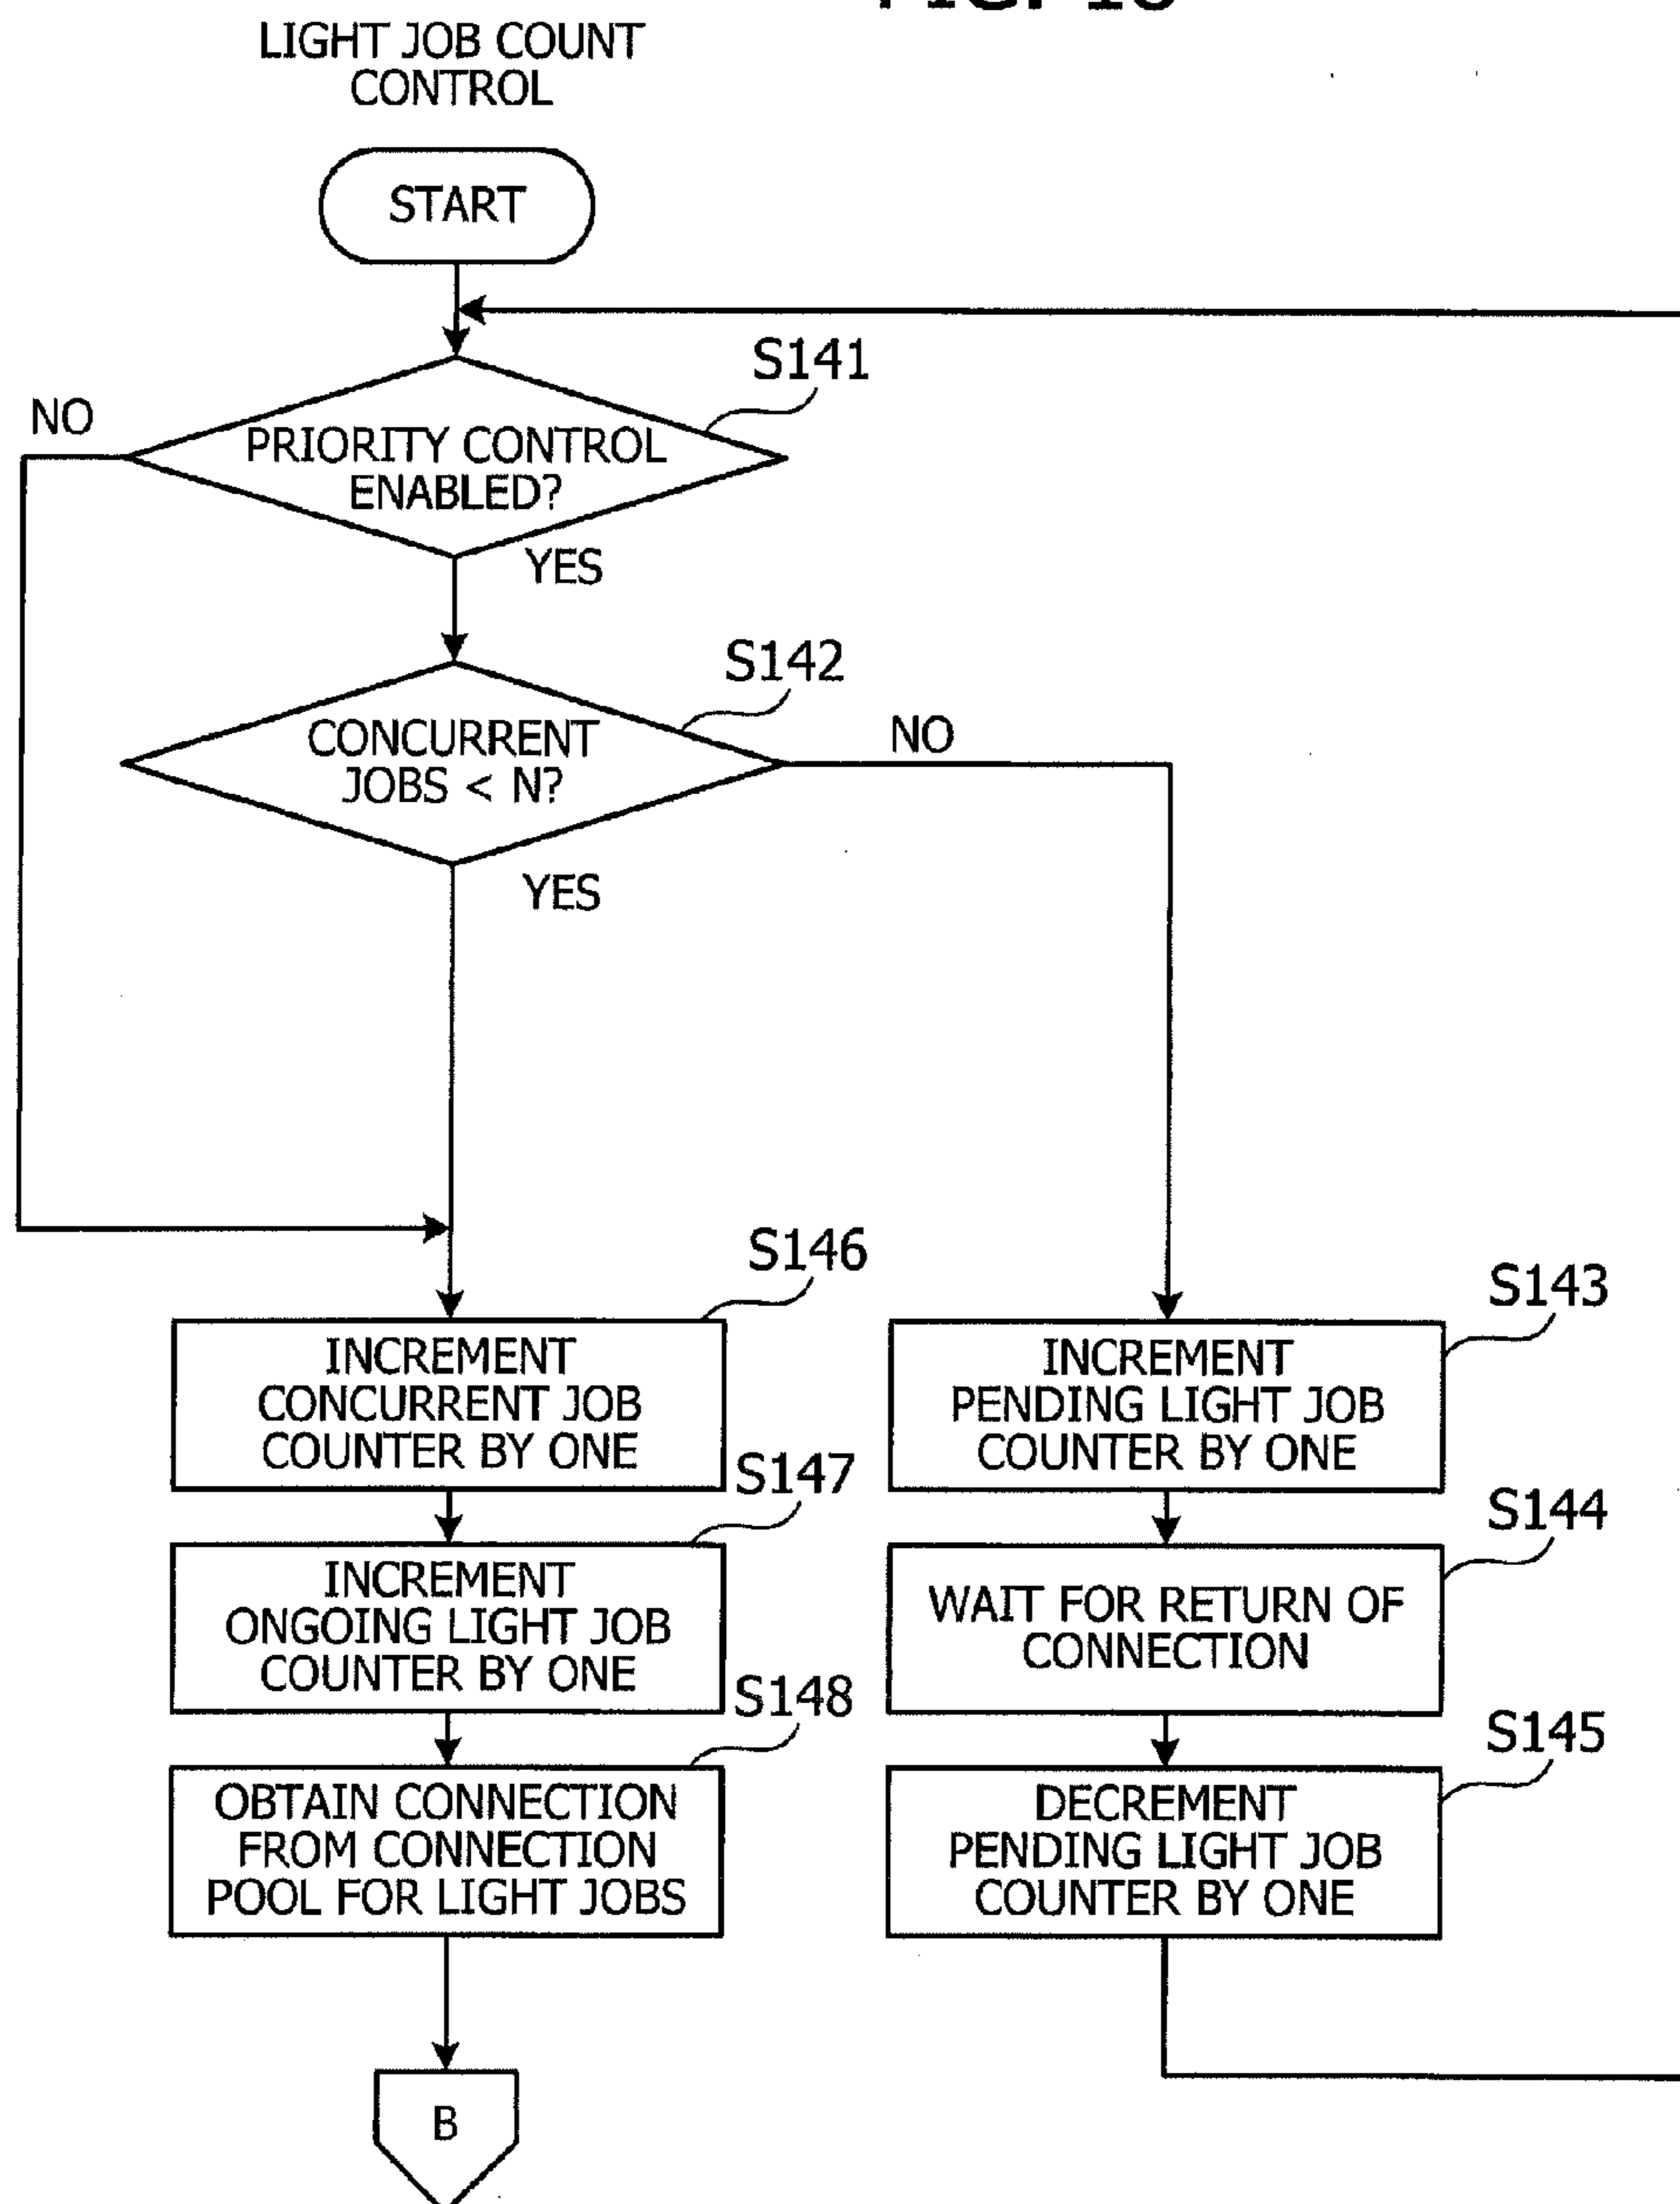 LIGHT JOB COUNT
CONTROL
START
S141
NO
PRIORITY CONTROL
ENABLED?
YES
S142
CONCURRENT
JOBS < N?
NO
YES
S146
INCREMENT
CONCURRENT JOB
COUNTER BY ONE
S143
INCREMENT
PENDING LIGHT JOB
COUNTER BY ONE
S147
INCREMENT
ONGOING LIGHT JOB
COUNTER BY ONE
S144
WAIT FOR RETURN OF
CONNECTION
S148
OBTAIN CONNECTION
FROM CONNECTION
POOL FOR LIGHT JOBS
S145
DECREMENT
PENDING LIGHT JOB
COUNTER BY ONE
B